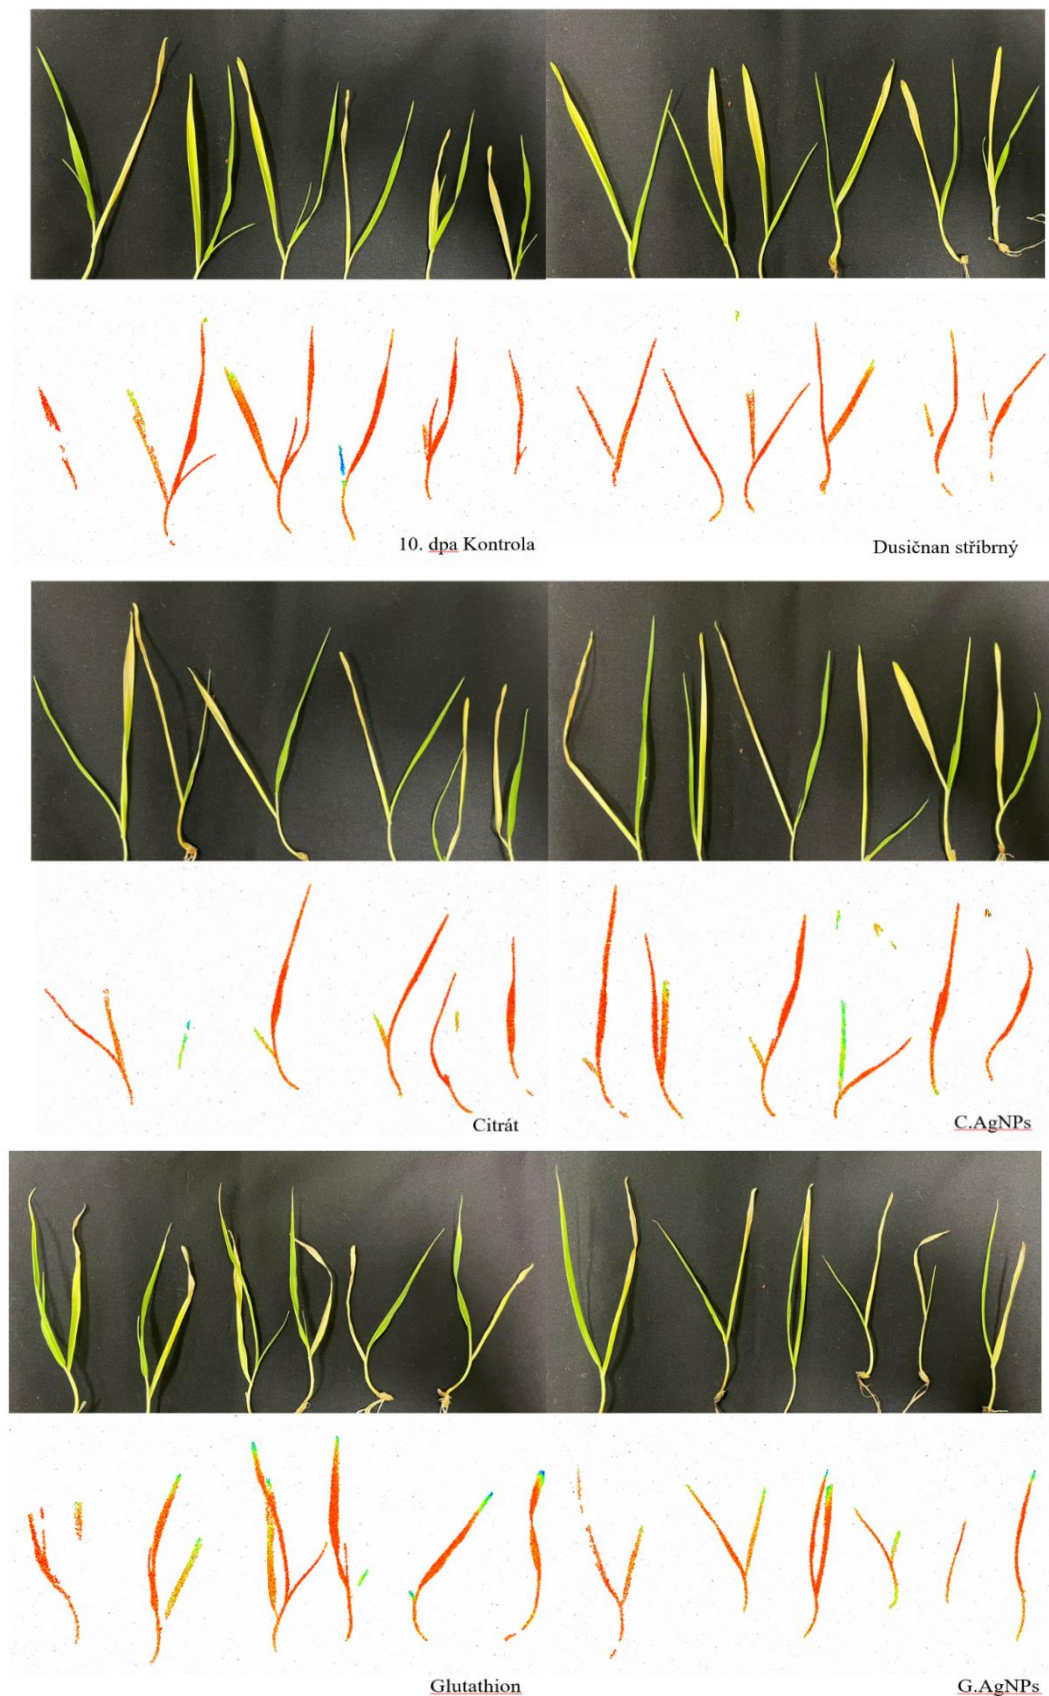 10. dpa Kontrola
Dusičnan stříbrný
Citrát
C.AgNPs
Glutathion
G.AgNPs